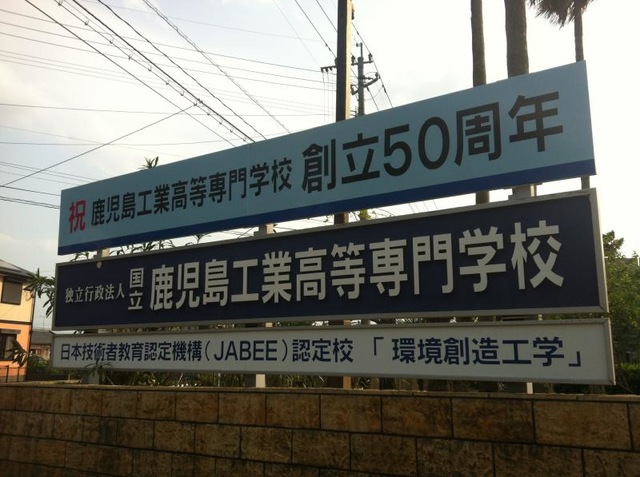 祝 鹿児島工業高等専門学校 創立50周年
独立行政法人 国立 鹿児島工業高等専門学校
日本技術者教育認定機構(JABEE)認定校 「環境創造工学」